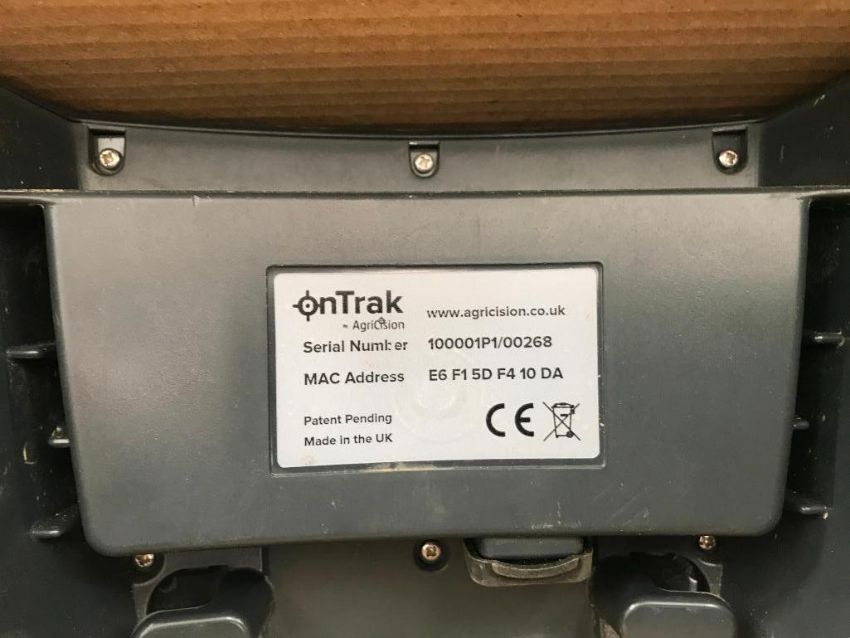 onTrak
AgriCision
www.agricision.co.uk
Serial Number 100001P1/00268
MAC Address E6 F1 5D F4 10 DA
Patent Pending
Made in the UK
CE